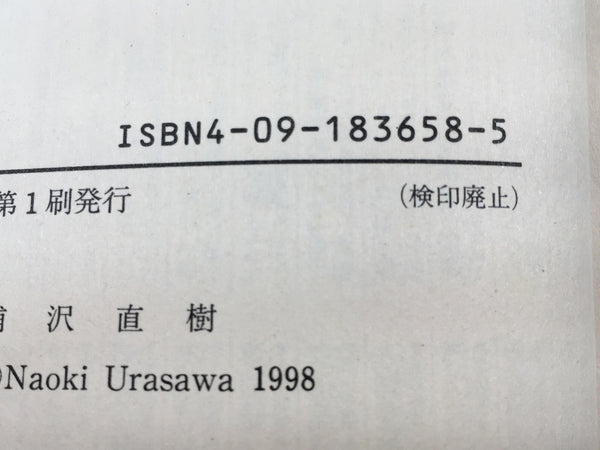 ISBN4-09-183658-5
第1刷発行 (検印廃止)
浦沢直樹
©Naoki Urasawa 1998